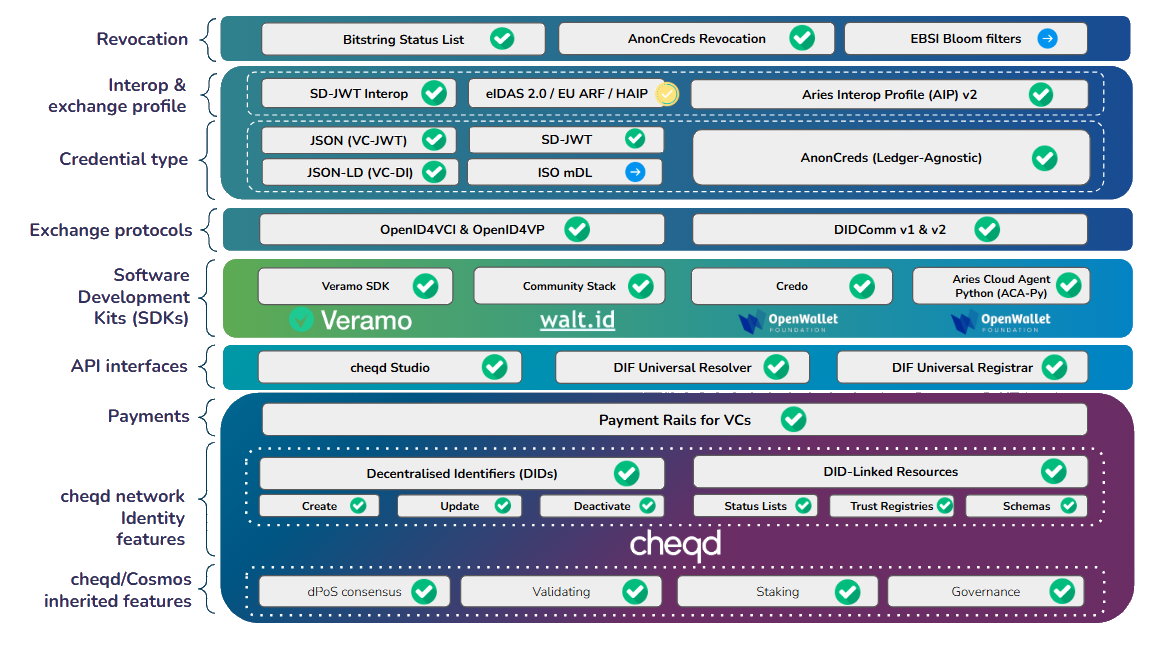 Revocation
Bitstring Status List
AnonCreds Revocation
EBSI Bloom filters
Interop &
exchange profile
SD-JWT Interop
eIDAS 2.0 / EU ARF / HAIP
Aries Interop Profile (AIP) v2
Credential type
JSON (VC-JWT)
SD-JWT
AnonCreds (Ledger-Agnostic)
JSON-LD (VC-DI)
ISO mDL
Exchange protocols
OpenID4VCI & OpenID4VP
DIDComm v1 & v2
Software
Development
Kits (SDKs)
Veramo SDK
Community Stack
Credo
Aries Cloud Agent
Python (ACA-Py)
Veramo
walt.id
OpenWallet
FOUNDATION
OpenWallet
FOUNDATION
API interfaces
cheqd Studio
DIF Universal Resolver
DIF Universal Registrar
Payments
Payment Rails for VCs
cheqd network
Identity
features
Decentralised Identifiers (DIDs)
DID-Linked Resources
Create
Update
Deactivate
Status Lists
Trust Registries
Schemas
cheqd
cheqd/Cosmos
inherited features
dPoS consensus
Validating
Staking
Governance